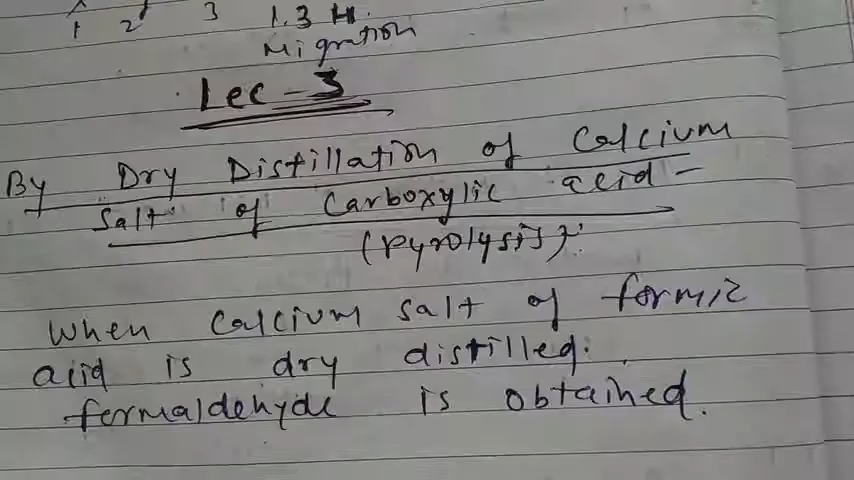 1 2 3 1.3 H.
Migration
Lec - 3
By Dry Distillation of Calcium
Salt of Carboxylic acid -
(Pyrolysis):
When Calcium salt of formic
acid is dry distilled.
formaldehyde is obtained.